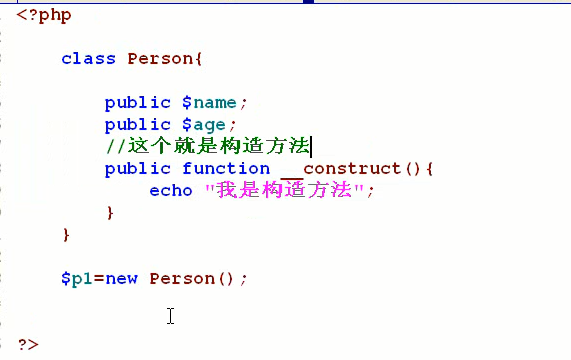 <?php
class Person{
public $name;
public $age;
//这个就是构造方法
public function __construct(){
echo "我是构造方法";
}
}
$p1=new Person();
?>